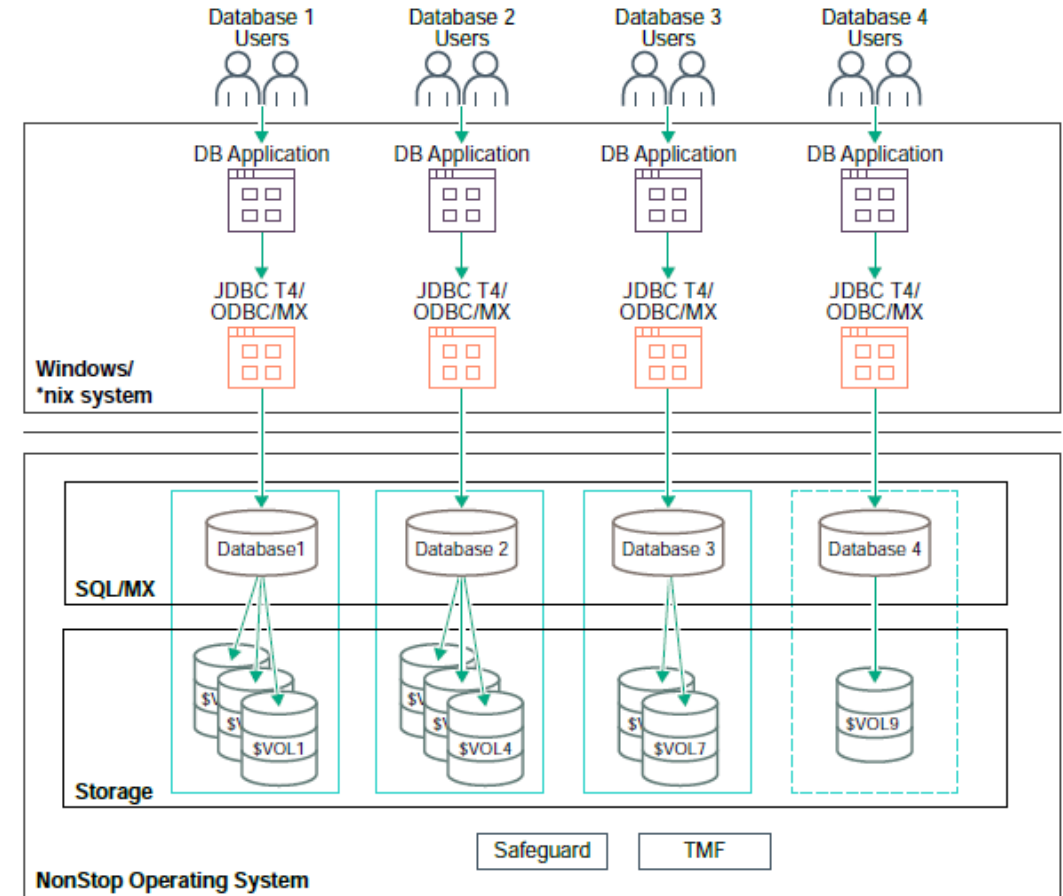 Database 1
Users
Database 2
Users
Database 3
Users
Database 4
Users
DB Application
DB Application
DB Application
DB Application
JDBC T4/
ODBC/MX
JDBC T4/
ODBC/MX
JDBC T4/
ODBC/MX
JDBC T4/
ODBC/MX
Windows/
*nix system
Database1
Database 2
Database 3
Database 4
SQL/MX
$VOL1
$VOL4
$VOL7
$VOL9
Storage
Safeguard
TMF
NonStop Operating System